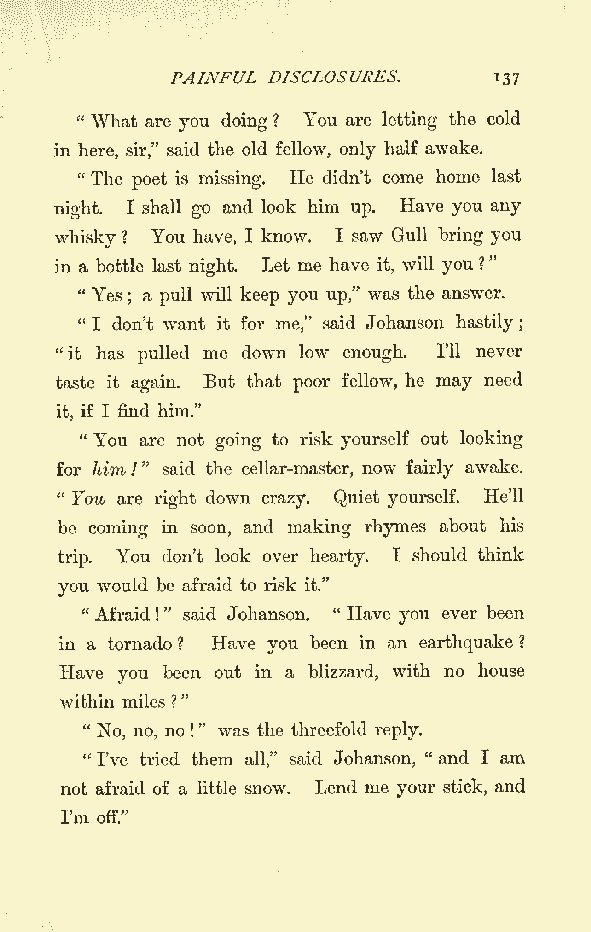 PAINFUL DISCLOSURES. 137
“ What are you doing ? You are letting the cold
in here, sir,” said the old fellow, only half awake.
“ The poet is missing. He didn’t come home last
night. I shall go and look him up. Have you any
whisky ? You have, I know. I saw Gull bring you
in a bottle last night. Let me have it, will you ? ”
“ Yes ; a pull will keep you up,” was the answer.
“ I don’t want it for me,” said Johanson hastily ;
“ it has pulled me down low enough. I’ll never
taste it again. But that poor fellow, he may need
it, if I find him.”
“ You are not going to risk yourself out looking
for him ! ” said the cellar-master, now fairly awake.
“ You are right down crazy. Quiet yourself. He’ll
be coming in soon, and making rhymes about his
trip. You don’t look over hearty. I should think
you would be afraid to risk it.”
“ Afraid ! ” said Johanson. “ Have you ever been
in a tornado ? Have you been in an earthquake ?
Have you been out in a blizzard, with no house
within miles ? ”
“ No, no, no ! ” was the threefold reply.
“ I’ve tried them all,” said Johanson, “ and I am
not afraid of a little snow. Lend me your stick, and
I’m off.”